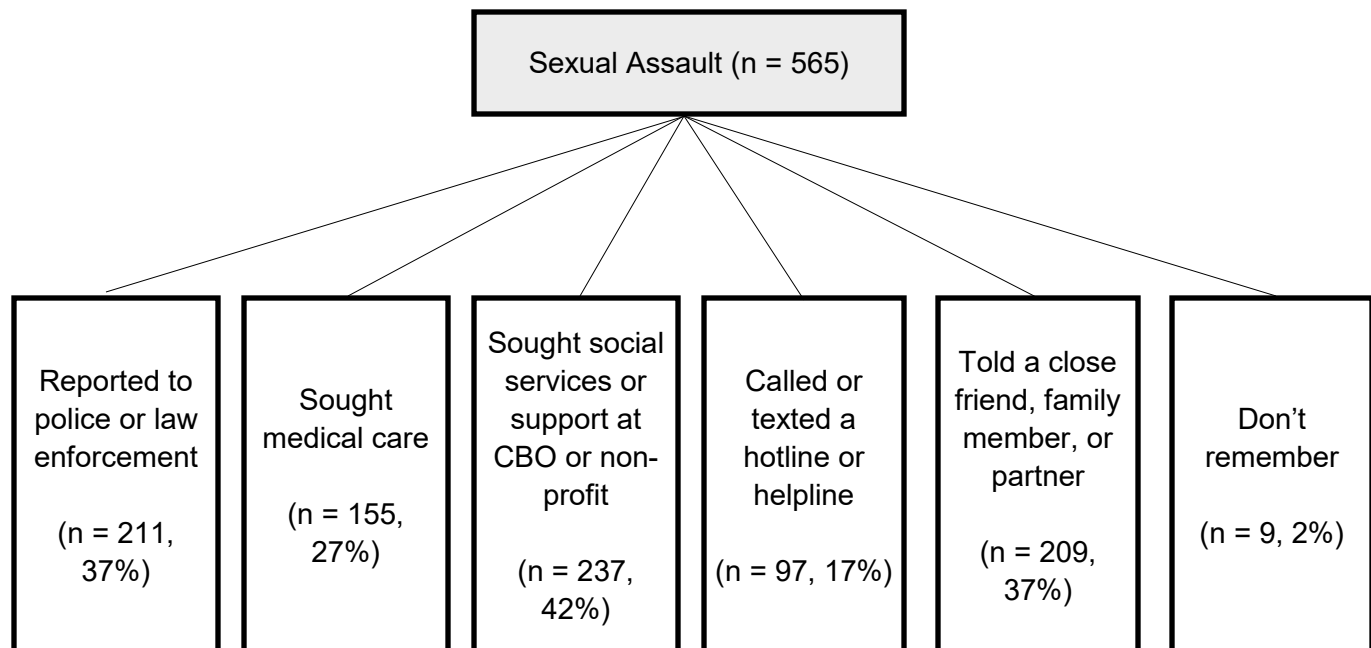 Sexual Assault (n = 565)
Reported to
police or law
enforcement
(n = 211,
37%)
Sought
medical care
(n = 155,
27%)
Sought social
services or
support at
CBO or non-
profit
(n = 237,
42%)
Called or
texted a
hotline or
helpline
(n = 97, 17%)
Told a close
friend, family
member, or
partner
(n = 209,
37%)
Don’t
remember
(n = 9, 2%)